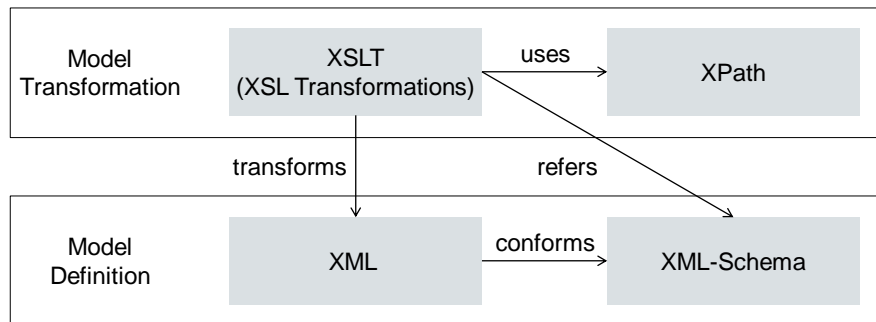 Model
Transformation
XSLT
(XSL Transformations)
uses
XPath
transforms
refers
Model
Definition
XML
conforms
XML-Schema